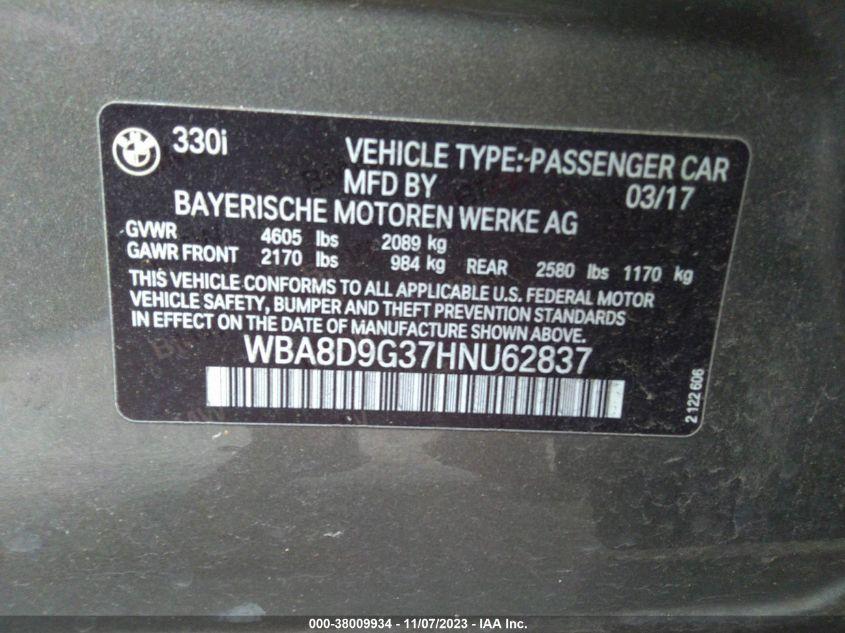 330i
VEHICLE TYPE:-PASSENGER CAR
MFD BY 03/17
BAYERISCHE MOTOREN WERKE AG
GVWR 4605 lbs 2089 kg
GAWR FRONT 2170 lbs 984 kg REAR 2580 lbs 1170 kg
THIS VEHICLE CONFORMS TO ALL APPLICABLE U.S. FEDERAL MOTOR
VEHICLE SAFETY, BUMPER AND THEFT PREVENTION STANDARDS
IN EFFECT ON THE DATE OF MANUFACTURE SHOWN ABOVE.
WBA8D9G37HNU62837
2 122 606
000-38009934 - 11/07/2023 - IAA Inc.